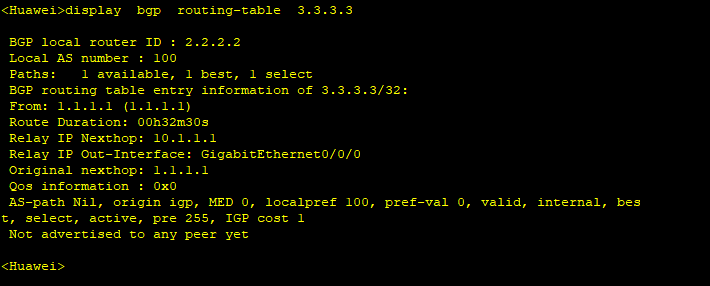 <Huawei>display  bgp  routing-table  3.3.3.3
BGP local router ID : 2.2.2.2
Local AS number : 100
Paths:   1 available, 1 best, 1 select
BGP routing table entry information of 3.3.3.3/32:
From: 1.1.1.1 (1.1.1.1)
Route Duration: 00h32m30s
Relay IP Nexthop: 10.1.1.1
Relay IP Out-Interface: GigabitEthernet0/0/0
Original nexthop: 1.1.1.1
Qos information : 0x0
AS-path Nil, origin igp, MED 0, localpref 100, pref-val 0, valid, internal, bes
t, select, active, pre 255, IGP cost 1
Not advertised to any peer yet
<Huawei>